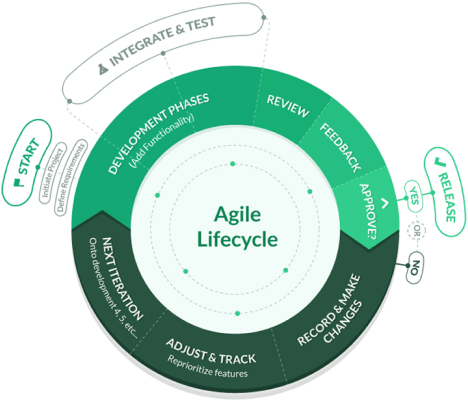 INTEGRATE & TEST
START
Initiate Project
Define Requirements
DEVELOPMENT PHASES
(Add Functionality)
REVIEW
FEEDBACK
APPROVE?
YES
RELEASE
OR
NO
Agile
Lifecycle
RECORD & MAKE
CHANGES
ADJUST & TRACK
Reprioritize features
NEXT ITERATION
Onto development 4, 5, etc...